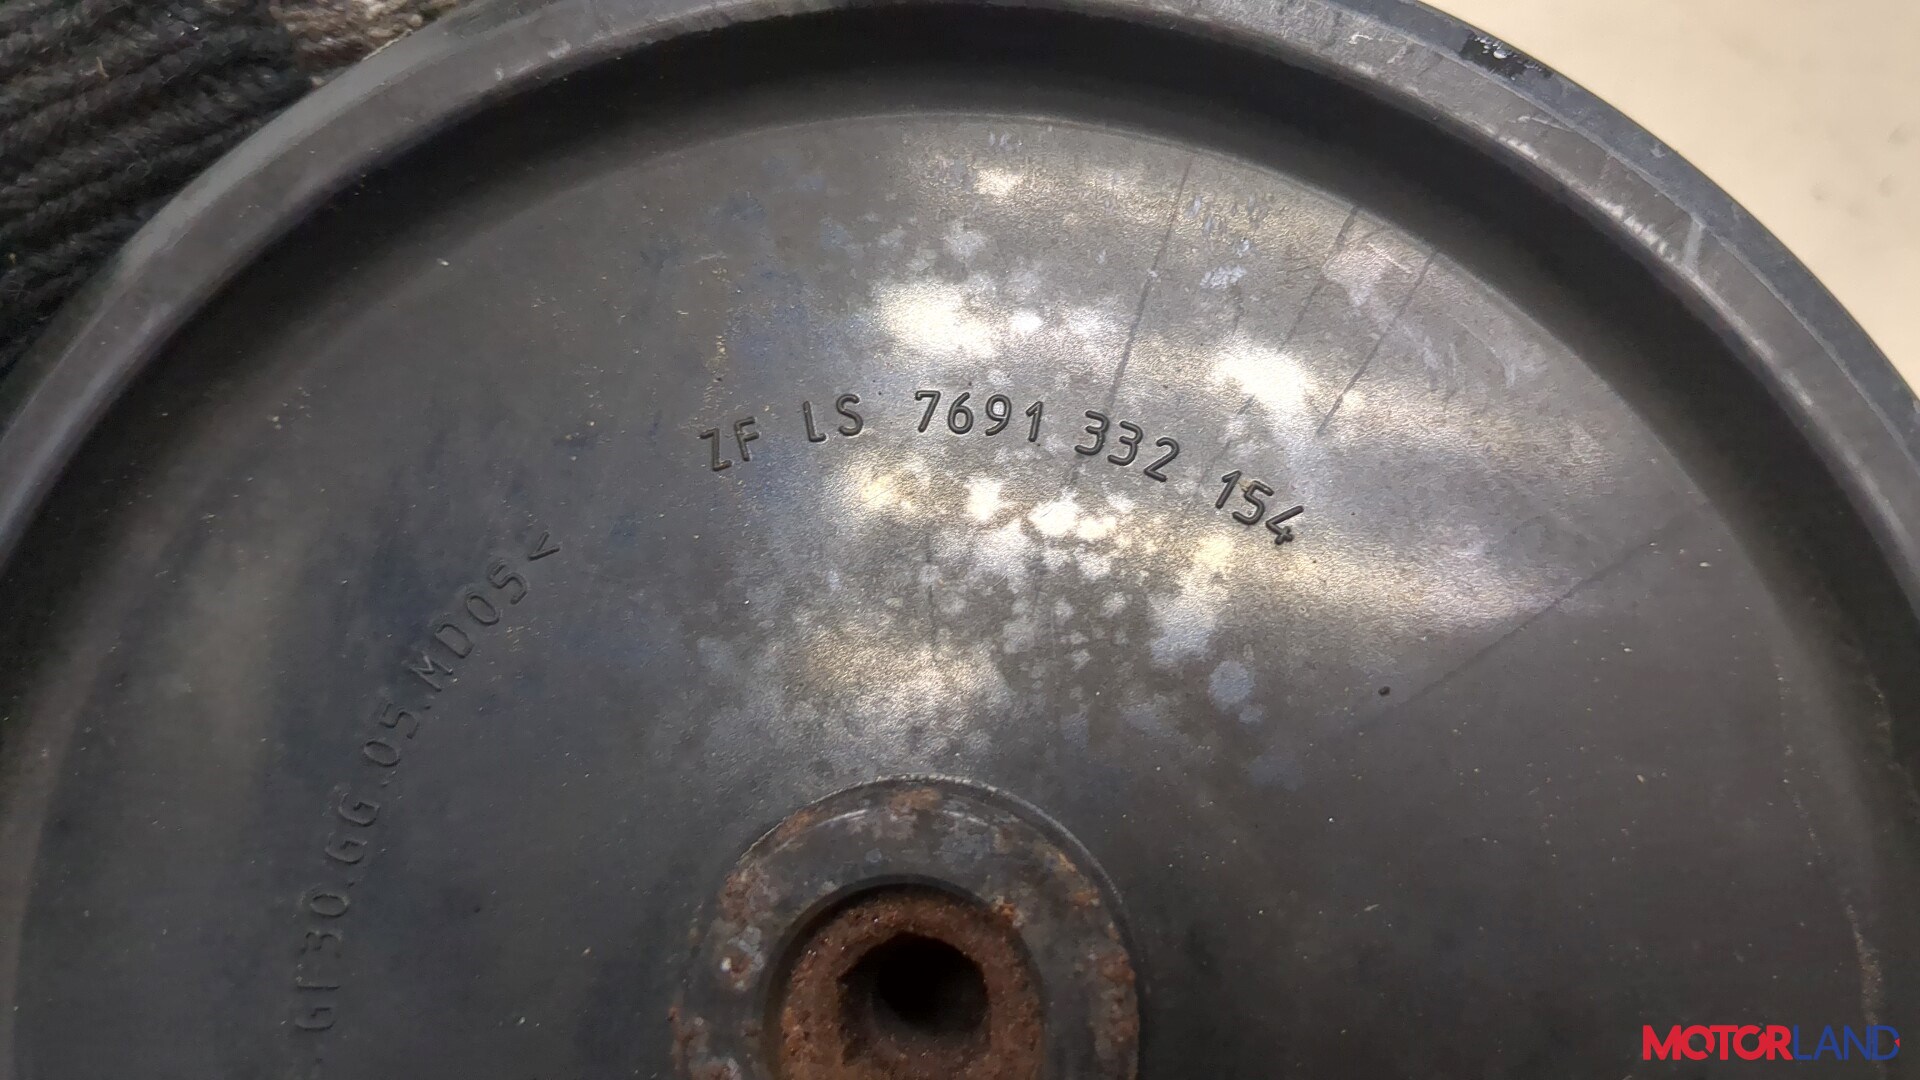 ZF LS 7691 332 154
GF30.GG.05.MD05<
MOTORLAND